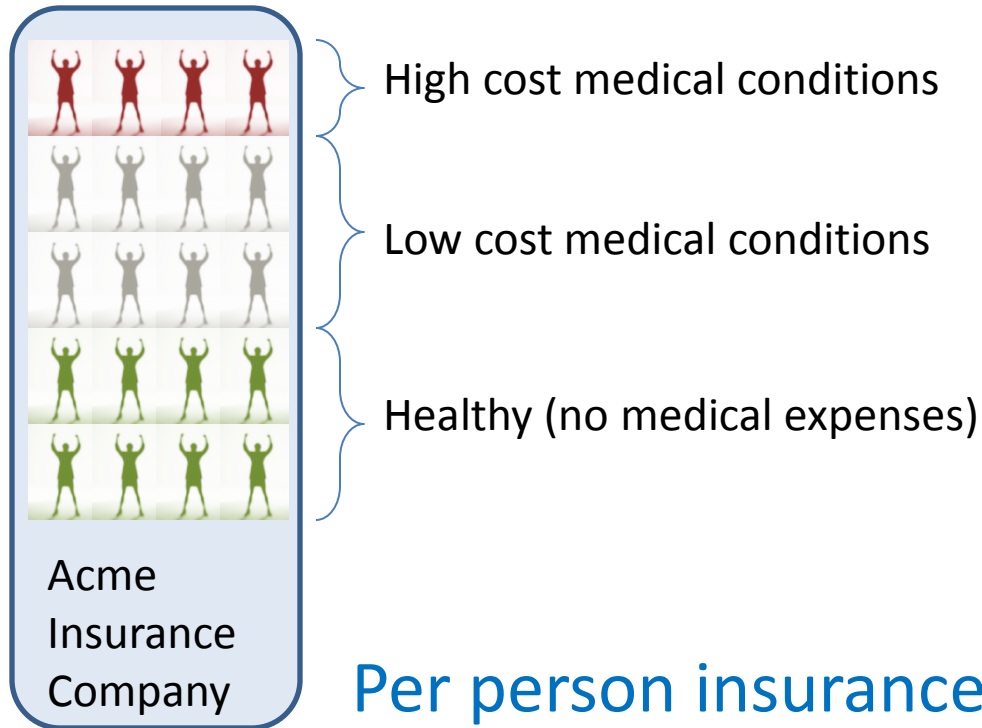 High cost medical conditions
Low cost medical conditions
Healthy (no medical expenses)
Acme
Insurance
Company
Per person insurance